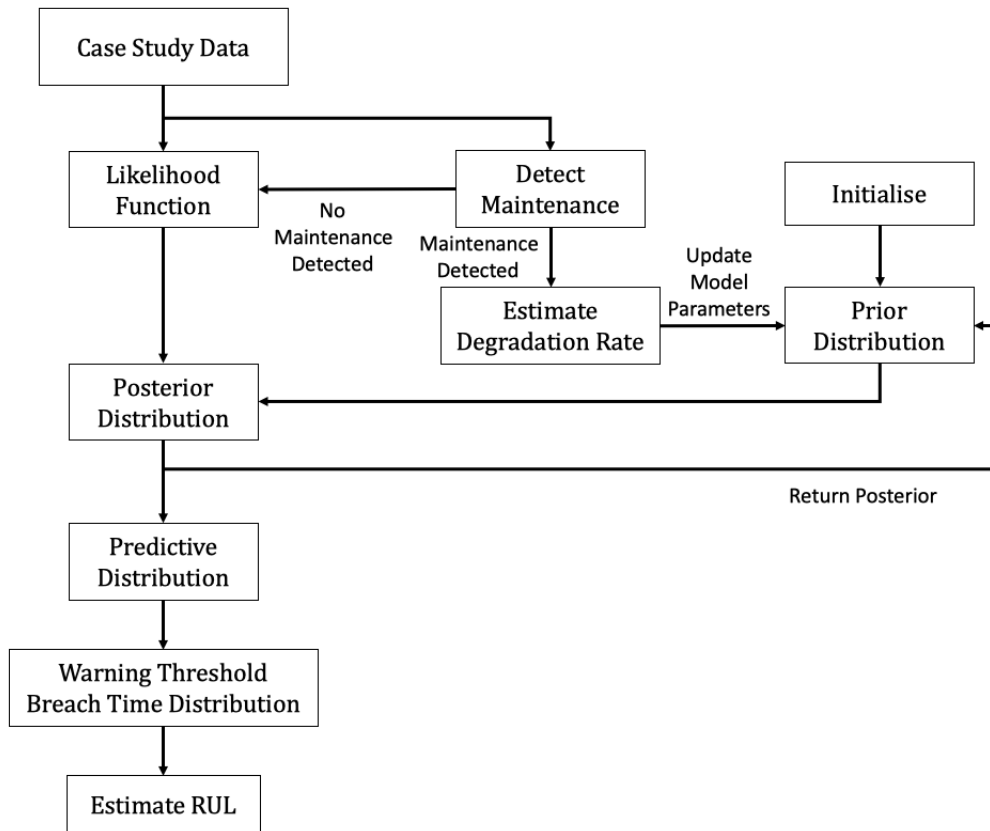 Case Study Data
Likelihood
Function
Detect
Maintenance
Initialise
No
Maintenance
Detected
Maintenance
Detected
Update
Model
Parameters
Estimate
Degradation Rate
Prior
Distribution
Posterior
Distribution
Return Posterior
Predictive
Distribution
Warning Threshold
Breach Time Distribution
Estimate RUL